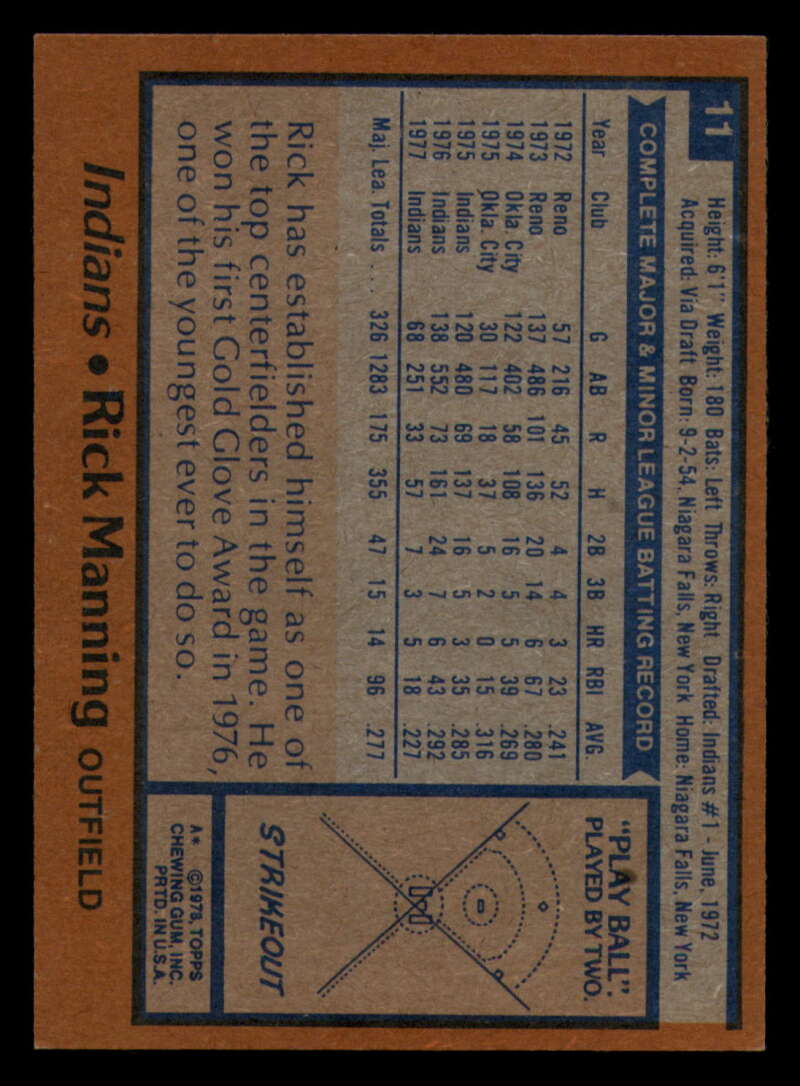 11
Height: 6'1" Weight: 180 Bats: Left Throws: Right Drafted: Indians #1 - June, 1972
Acquired: Via Draft Born: 9-2-54, Niagara Falls, New York Home: Niagara Falls, New York
COMPLETE MAJOR & MINOR LEAGUE BATTING RECORD
Year Club G AB R H 2B 3B HR RBI AVG.
1972 Reno 57 216 45 52 4 4 3 23 .241
1973 Reno 137 486 101 136 20 14 6 67 .280
1974 Okla. City 122 402 58 108 16 5 5 39 .269
1975 Okla. City 30 117 18 37 5 2 0 15 .316
1975 Indians 120 480 69 137 16 5 3 35 .285
1976 Indians 138 552 73 161 24 7 6 43 .292
1977 Indians 68 251 33 57 7 3 5 18 .227
Maj. Lea. Totals ... 326 1283 175 355 47 15 14 96 .277
Rick has established himself as one of
the top centerfielders in the game. He
won his first Gold Glove Award in 1976,
one of the youngest ever to do so.
"PLAY BALL".
PLAYED BY TWO.
STRIKEOUT
A* ©1978, TOPPS
CHEWING GUM, INC.
PRTD. IN U.S.A.
Indians • Rick Manning OUTFIELD